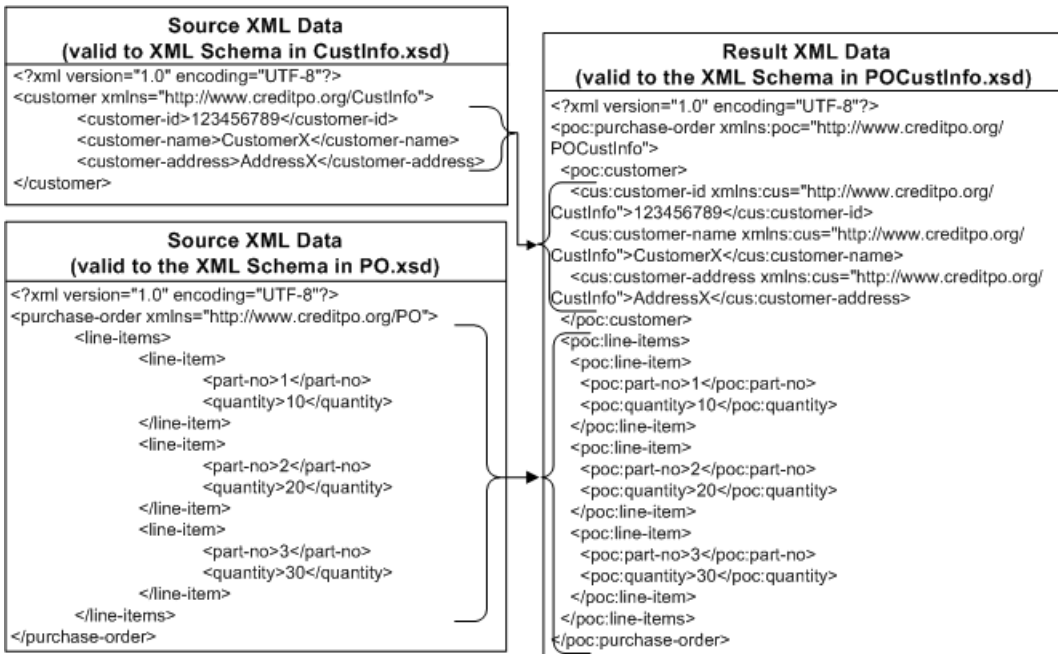 Source XML Data
(valid to XML Schema in CustInfo.xsd)
<?xml version="1.0" encoding="UTF-8"?>
<customer xmlns="http://www.creditpo.org/CustInfo">
<customer-id>123456789</customer-id>
<customer-name>CustomerX</customer-name>
<customer-address>AddressX</customer-address>
</customer>
Source XML Data
(valid to the XML Schema in PO.xsd)
<?xml version="1.0" encoding="UTF-8"?>
<purchase-order xmlns="http://www.creditpo.org/PO">
<line-items>
<line-item>
<part-no>1</part-no>
<quantity>10</quantity>
</line-item>
<line-item>
<part-no>2</part-no>
<quantity>20</quantity>
</line-item>
<line-item>
<part-no>3</part-no>
<quantity>30</quantity>
</line-item>
</line-items>
</purchase-order>
Result XML Data
(valid to the XML Schema in POCustInfo.xsd)
<?xml version="1.0" encoding="UTF-8"?>
<poc:purchase-order xmlns:poc="http://www.creditpo.org/
POCustInfo">
<poc:customer>
<cus:customer-id xmlns:cus="http://www.creditpo.org/
CustInfo">123456789</cus:customer-id>
<cus:customer-name xmlns:cus="http://www.creditpo.org/
CustInfo">CustomerX</cus:customer-name>
<cus:customer-address xmlns:cus="http://www.creditpo.org/
CustInfo">AddressX</cus:customer-address>
</poc:customer>
<poc:line-items>
<poc:line-item>
<poc:part-no>1</poc:part-no>
<poc:quantity>10</poc:quantity>
</poc:line-item>
<poc:line-item>
<poc:part-no>2</poc:part-no>
<poc:quantity>20</poc:quantity>
</poc:line-item>
<poc:line-item>
<poc:part-no>3</poc:part-no>
<poc:quantity>30</poc:quantity>
</poc:line-item>
</poc:line-items>
</poc:purchase-order>